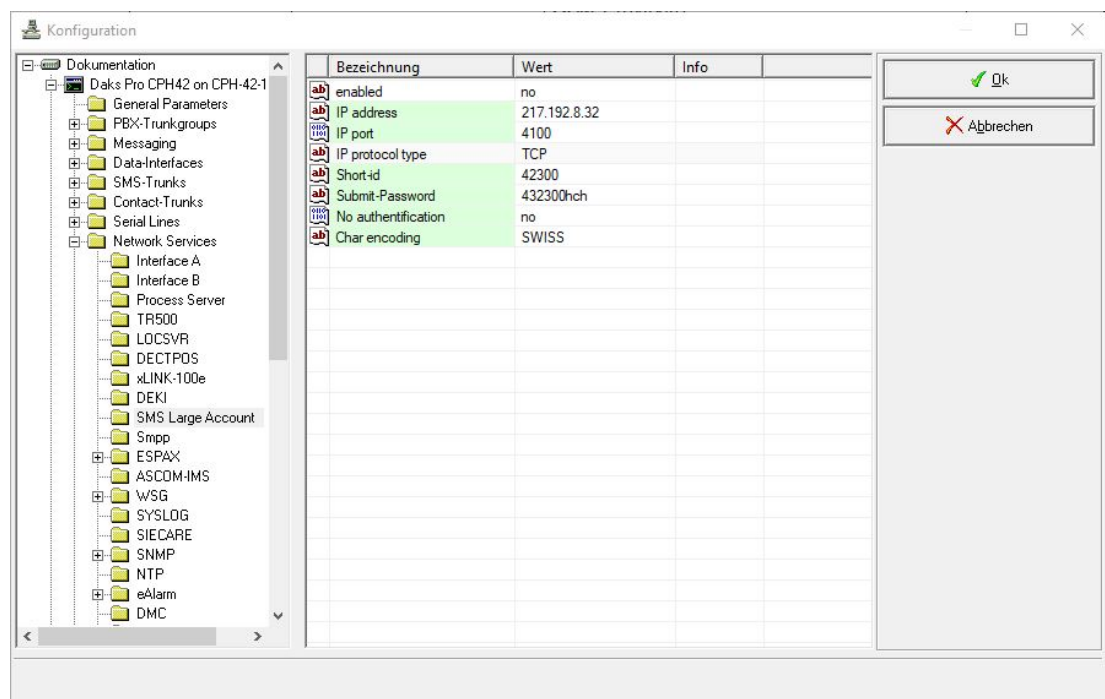 Konfiguration
Dokumentation
Daks Pro CPH42 on CPH-42-1
General Parameters
PBX-Trunkgroups
Messaging
Data-Interfaces
SMS-Trunks
Contact-Trunks
Serial Lines
Network Services
Interface A
Interface B
Process Server
TR500
LOCSVR
DECTPOS
xLINK-100e
DEKI
SMS Large Account
Smpp
ESPAX
ASCOM-IMS
WSG
SYSLOG
SIECARE
SNMP
NTP
eAlarm
DMC
Bezeichnung Wert Info
enabled no
IP address 217.192.8.32
IP port 4100
IP protocol type TCP
Short-id 42300
Submit-Password 432300hch
No authentification no
Char encoding SWISS
Ok
Abbrechen